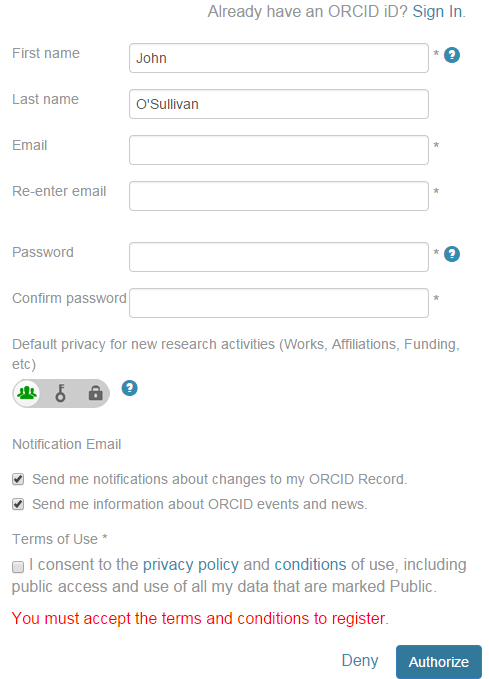 Already have an ORCID iD? Sign In.
First name John * ?
Last name O'Sullivan
Email *
Re-enter email *
Password * ?
Confirm password *
Default privacy for new research activities (Works, Affiliations, Funding,
etc)
?
Notification Email
Send me notifications about changes to my ORCID Record.
Send me information about ORCID events and news.
Terms of Use *
I consent to the privacy policy and conditions of use, including
public access and use of all my data that are marked Public.
You must accept the terms and conditions to register.
Deny Authorize